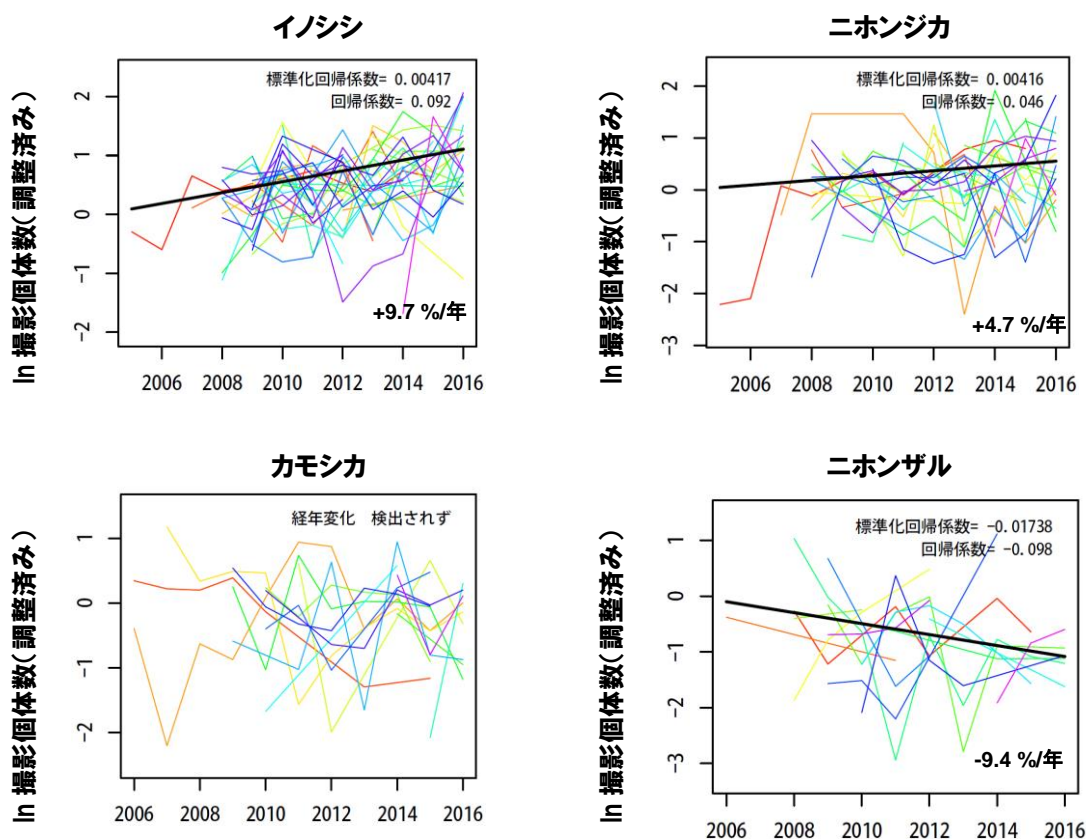 イノシシ
ln 撮影個体数(調整済み)
標準化回帰係数= 0.00417
回帰係数= 0.092
2
1
0
-1
-2
+9.7 %/年
2006 2008 2010 2012 2014 2016
ニホンジカ
ln 撮影個体数(調整済み)
標準化回帰係数= 0.00416
回帰係数= 0.046
2
1
0
-1
-2
-3
+4.7 %/年
2006 2008 2010 2012 2014 2016
カモシカ
ln 撮影個体数(調整済み)
経年変化 検出されず
1
0
-1
-2
2006 2008 2010 2012 2014 2016
ニホンザル
ln 撮影個体数(調整済み)
標準化回帰係数= -0.01738
回帰係数= -0.098
1
0
-1
-2
-3
-9.4 %/年
2006 2008 2010 2012 2014 2016